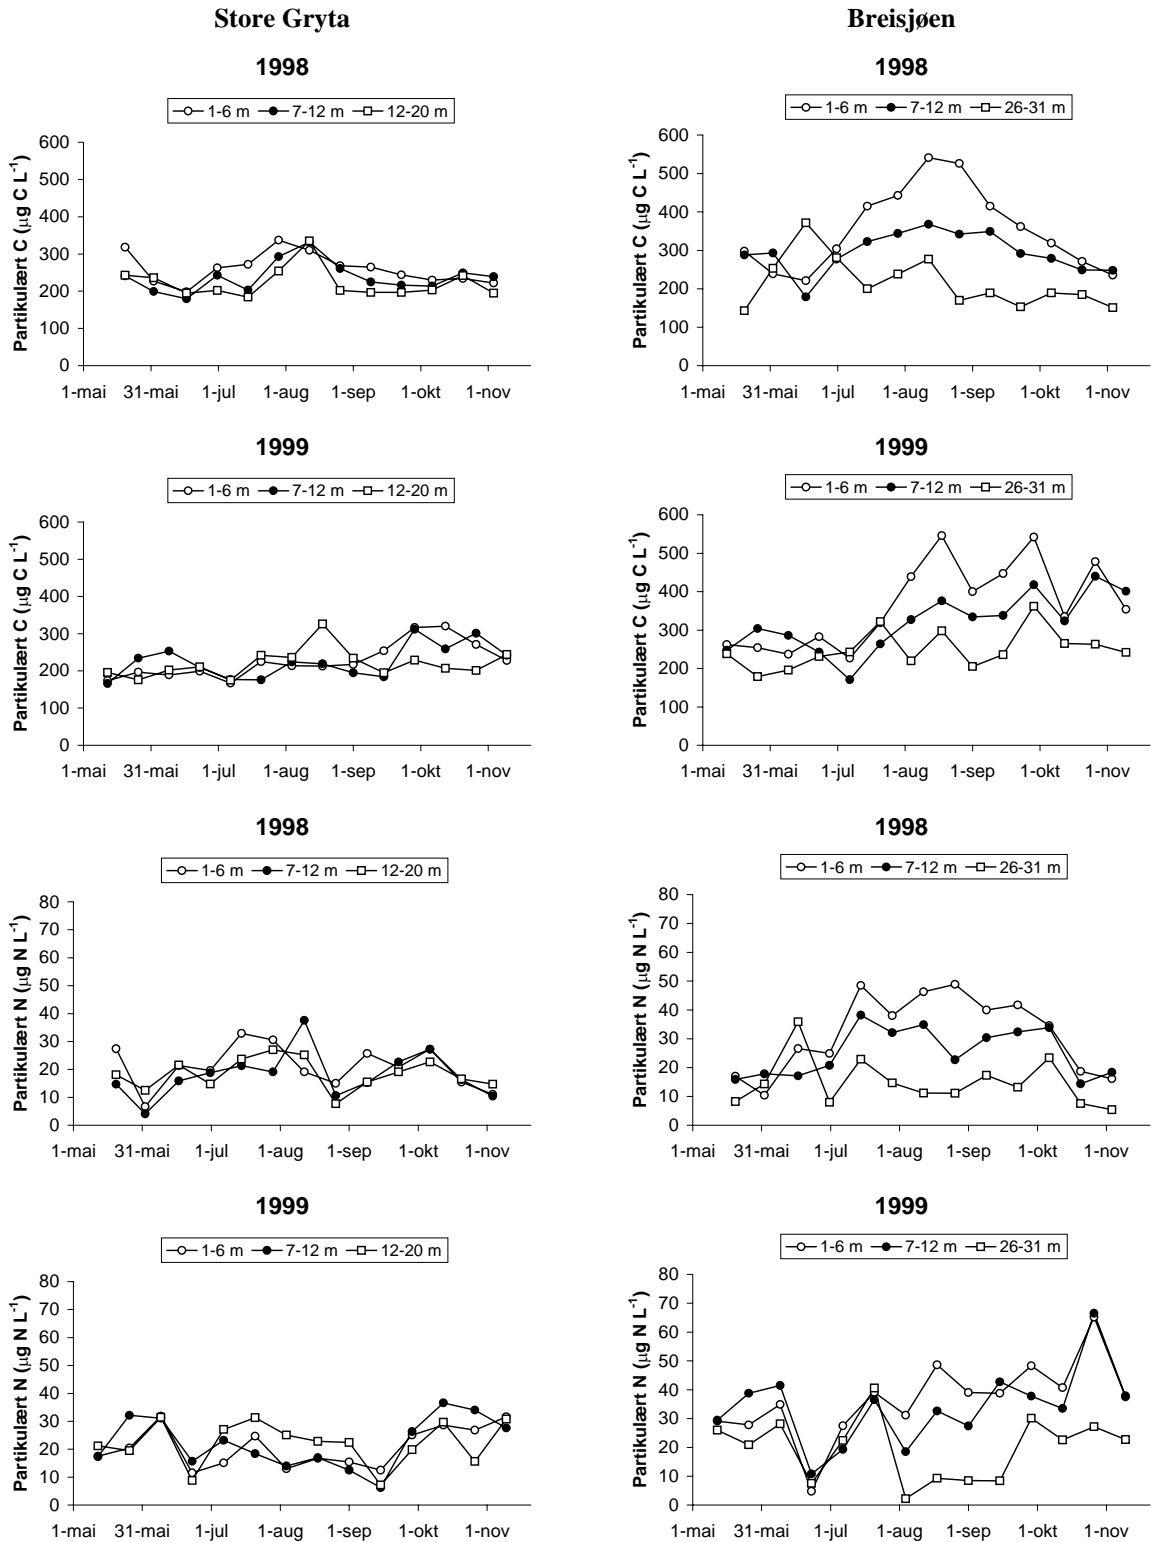 Store Gryta Breisjøen
1998 1998
1-6 m 7-12 m 12-20 m
1-6 m 7-12 m 26-31 m
Partikulært C (µg C L-1)
600
500
400
300
200
100
0
1-mai 31-mai 1-jul 1-aug 1-sep 1-okt 1-nov
Partikulært C (µg C L-1)
600
500
400
300
200
100
0
1-mai 31-mai 1-jul 1-aug 1-sep 1-okt 1-nov
1999 1999
1-6 m 7-12 m 12-20 m
1-6 m 7-12 m 26-31 m
Partikulært C (µg C L-1)
600
500
400
300
200
100
0
1-mai 31-mai 1-jul 1-aug 1-sep 1-okt 1-nov
Partikulært C (µg C L-1)
600
500
400
300
200
100
0
1-mai 31-mai 1-jul 1-aug 1-sep 1-okt 1-nov
1998 1998
1-6 m 7-12 m 12-20 m
1-6 m 7-12 m 26-31 m
Partikulært N (µg N L-1)
80
70
60
50
40
30
20
10
0
1-mai 31-mai 1-jul 1-aug 1-sep 1-okt 1-nov
Partikulært N (µg N L-1)
80
70
60
50
40
30
20
10
0
1-mai 31-mai 1-jul 1-aug 1-sep 1-okt 1-nov
1999 1999
1-6 m 7-12 m 12-20 m
1-6 m 7-12 m 26-31 m
Partikulært N (µg N L-1)
80
70
60
50
40
30
20
10
0
1-mai 31-mai 1-jul 1-aug 1-sep 1-okt 1-nov
Partikulært N (µg N L-1)
80
70
60
50
40
30
20
10
0
1-mai 31-mai 1-jul 1-aug 1-sep 1-okt 1-nov